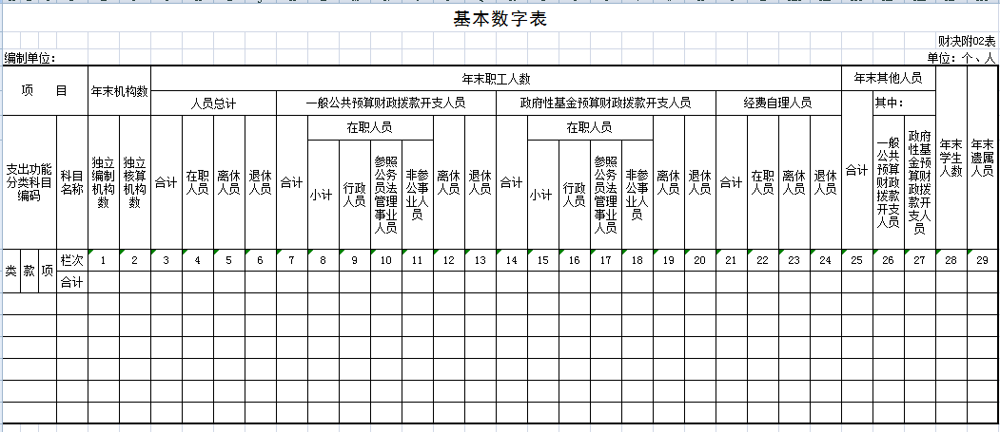 基本数字表
财决附02表
编制单位： 单位：个、人
项 目 年末机构数 年末职工人数 年末其他人员 年末学生人数 年末遗属人员
人员总计 一般公共预算财政拨款开支人员 政府性基金预算财政拨款开支人员 经费自理人员 合计 其中：
支出功能分类科目编码 科目名称 独立编制机构数 独立核算机构数 合计 在职人员 离休人员 退休人员 合计 在职人员 离休人员 退休人员 合计 在职人员 离休人员 退休人员 合计 在职人员 离休人员 退休人员 一般公共预算财政拨款开支人员 政府性基金预算财政拨款开支人员
小计 行政人员 参照公务员法管理事业人员 非参公事业人员 小计 行政人员 参照公务员法管理事业人员 非参公事业人员
类 款 项 栏次 1 2 3 4 5 6 7 8 9 10 11 12 13 14 15 16 17 18 19 20 21 22 23 24 25 26 27 28 29
合计